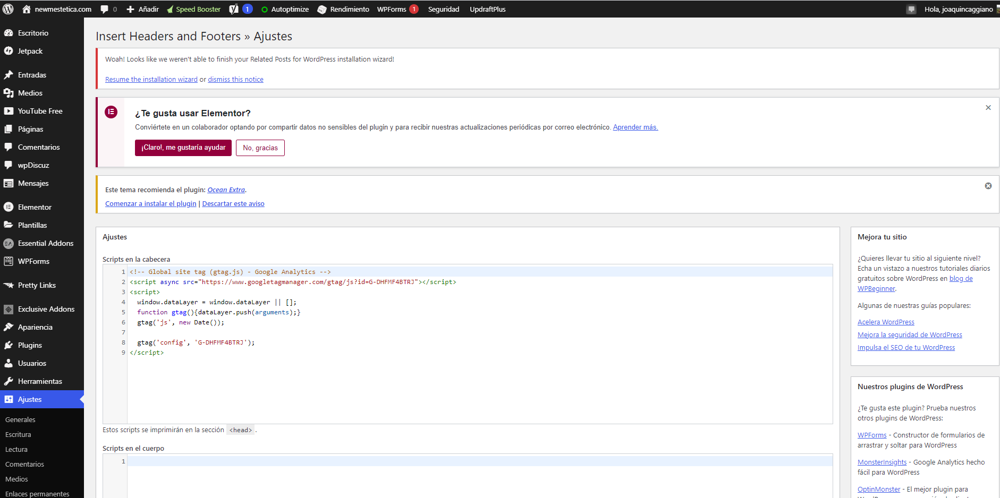 newmestetica.com 0 Añadir Speed Booster 1 Autoptimize Rendimiento WPForms 1 Seguridad UpdraftPlus Hola, joaquincaggiano
Escritorio
Jetpack
Entradas
Medios
YouTube Free
Páginas
Comentarios
wpDiscuz
Mensajes
Elementor
Plantillas
Essential Addons
WPForms
Pretty Links
Exclusive Addons
Apariencia
Plugins
Usuarios
Herramientas
Ajustes
Generales
Escritura
Lectura
Comentarios
Medios
Enlaces permanentes
Insert Headers and Footers » Ajustes
Woah! Looks like we weren't able to finish your Related Posts for WordPress installation wizard!
Resume the installation wizard or dismiss this notice
¿Te gusta usar Elementor?
Conviértete en un colaborador optando por compartir datos no sensibles del plugin y para recibir nuestras actualizaciones periódicas por correo electrónico. Aprender más.
¡Claro!, me gustaría ayudar No, gracias
Este tema recomienda el plugin: Ocean Extra.
Comenzar a instalar el plugin | Descartar este aviso
Ajustes
Scripts en la cabecera
1 <!-- Global site tag (gtag.js) - Google Analytics -->
2 <script async src="https://www.googletagmanager.com/gtag/js?id=G-DHFMF4BTRJ"></script>
3 <script>
4 window.dataLayer = window.dataLayer || [];
5 function gtag(){dataLayer.push(arguments);}
6 gtag('js', new Date());
7
8 gtag('config', 'G-DHFMF4BTRJ');
9 </script>
Estos scripts se imprimirán en la sección <head> .
Scripts en el cuerpo
1
Mejora tu sitio
¿Quieres llevar tu sitio al siguiente nivel?
Echa un vistazo a nuestros tutoriales diarios
gratuitos sobre WordPress en blog de
WPBeginner.
Algunas de nuestras guías populares:
Acelera WordPress
Mejora la seguridad de WordPress
Impulsa el SEO de tu WordPress
Nuestros plugins de WordPress
¿Te gusta este plugin? Prueba nuestros
otros plugins de WordPress:
WPForms - Constructor de formularios de
arrastrar y soltar para WordPress
MonsterInsights - Google Analytics hecho
fácil para WordPress
OptinMonster - El mejor plugin para